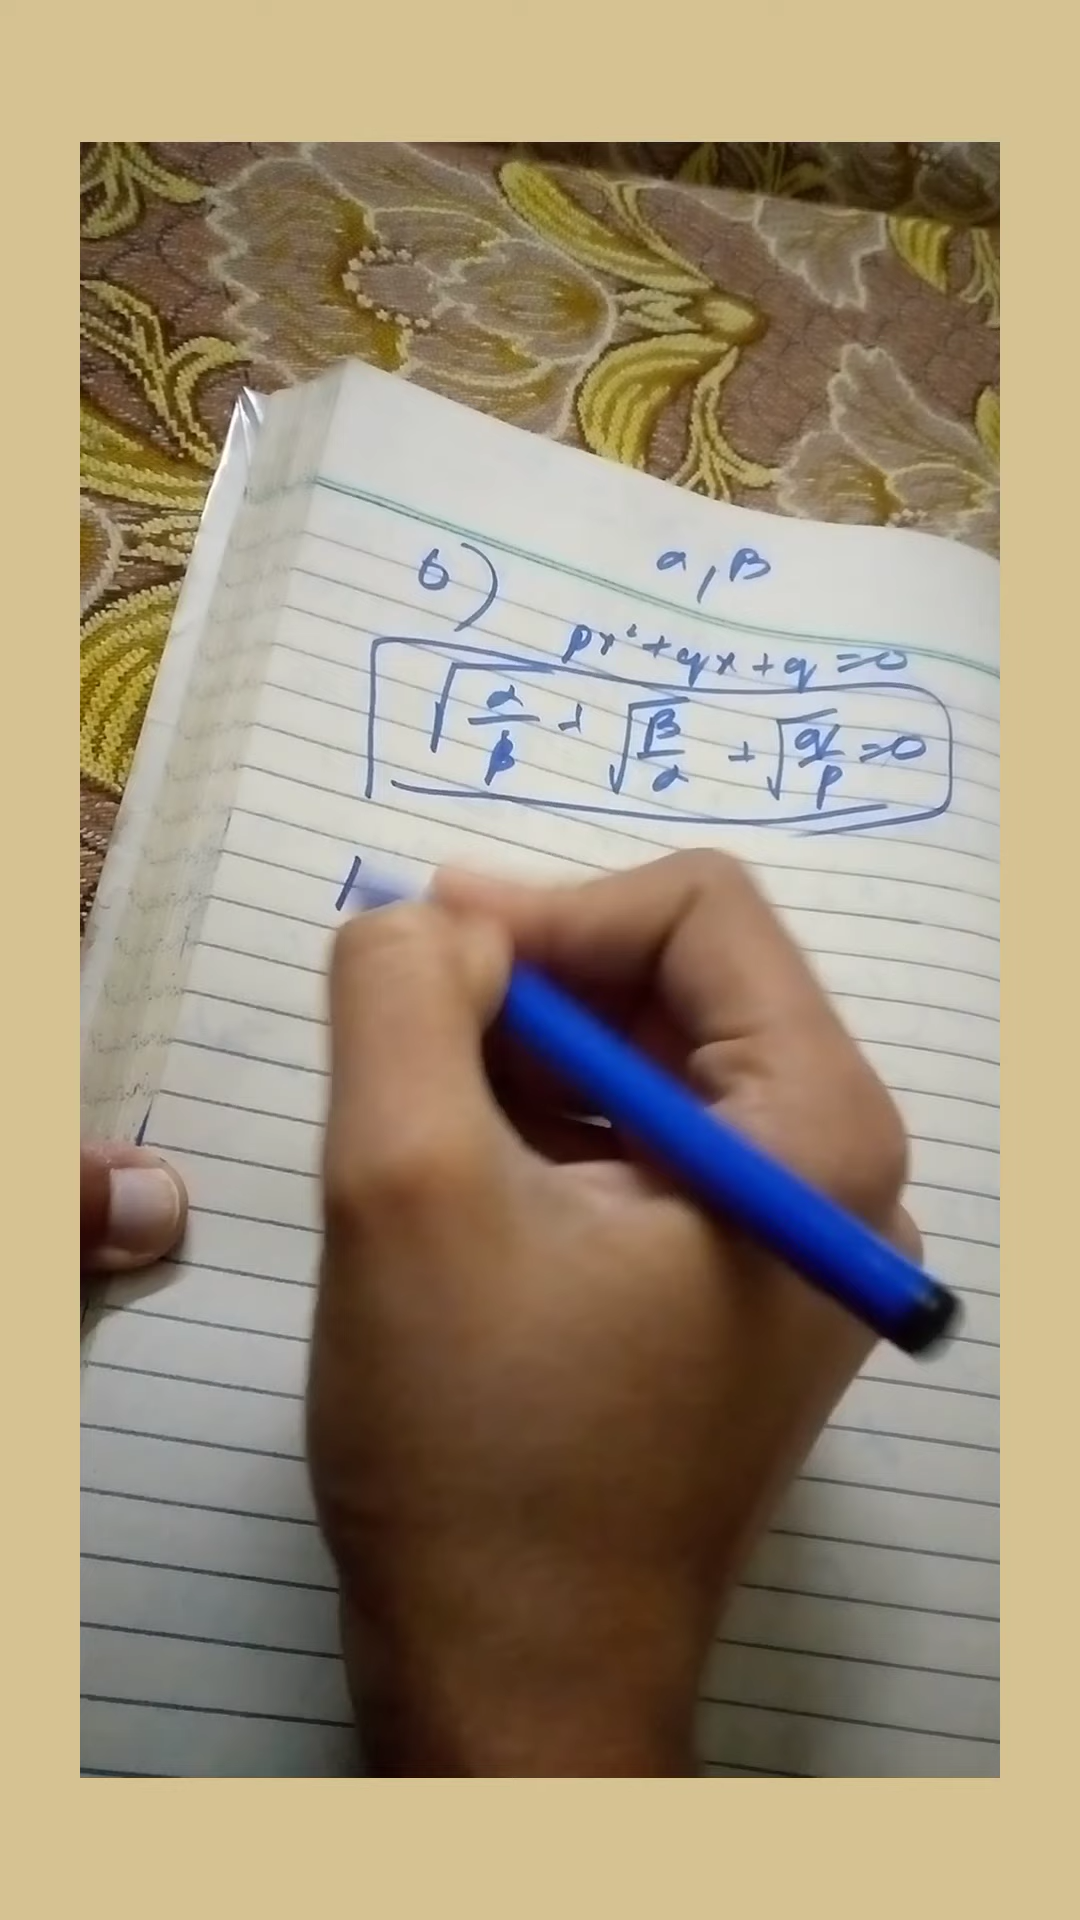 6)
α, β
px² + qx + q = 0
√α/β + √β/α + √q/p = 0